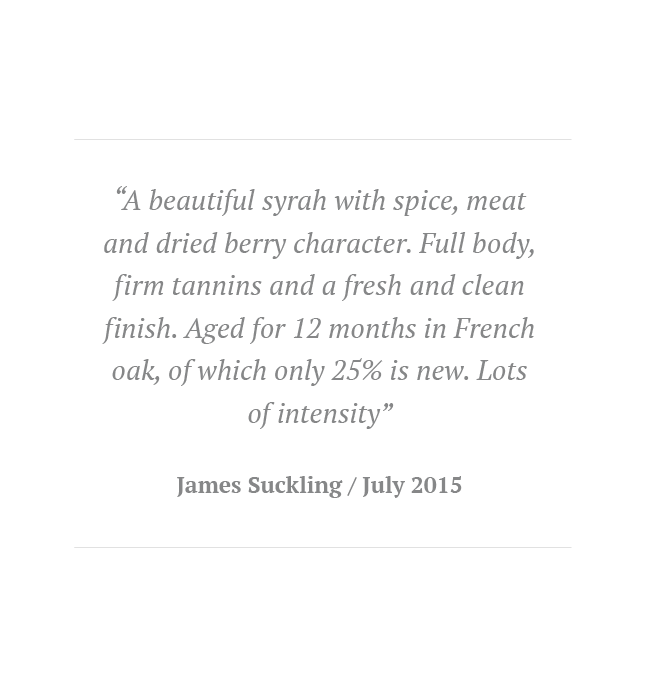 “A beautiful syrah with spice, meat
and dried berry character. Full body,
firm tannins and a fresh and clean
finish. Aged for 12 months in French
oak, of which only 25% is new. Lots
of intensity”
James Suckling / July 2015